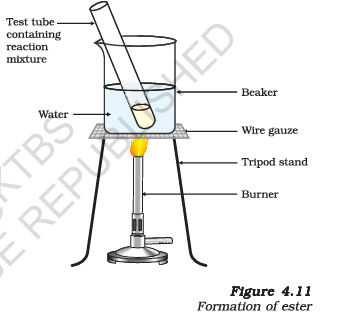 Test tube
containing
reaction
mixture
Beaker
Water
Wire gauze
Tripod stand
Burner
Figure 4.11
Formation of ester
KTBS
E REPUBLISHED